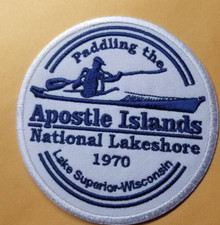 Paddling the
Apostle Islands
National Lakeshore
1970
Lake Superior-Wisconsin